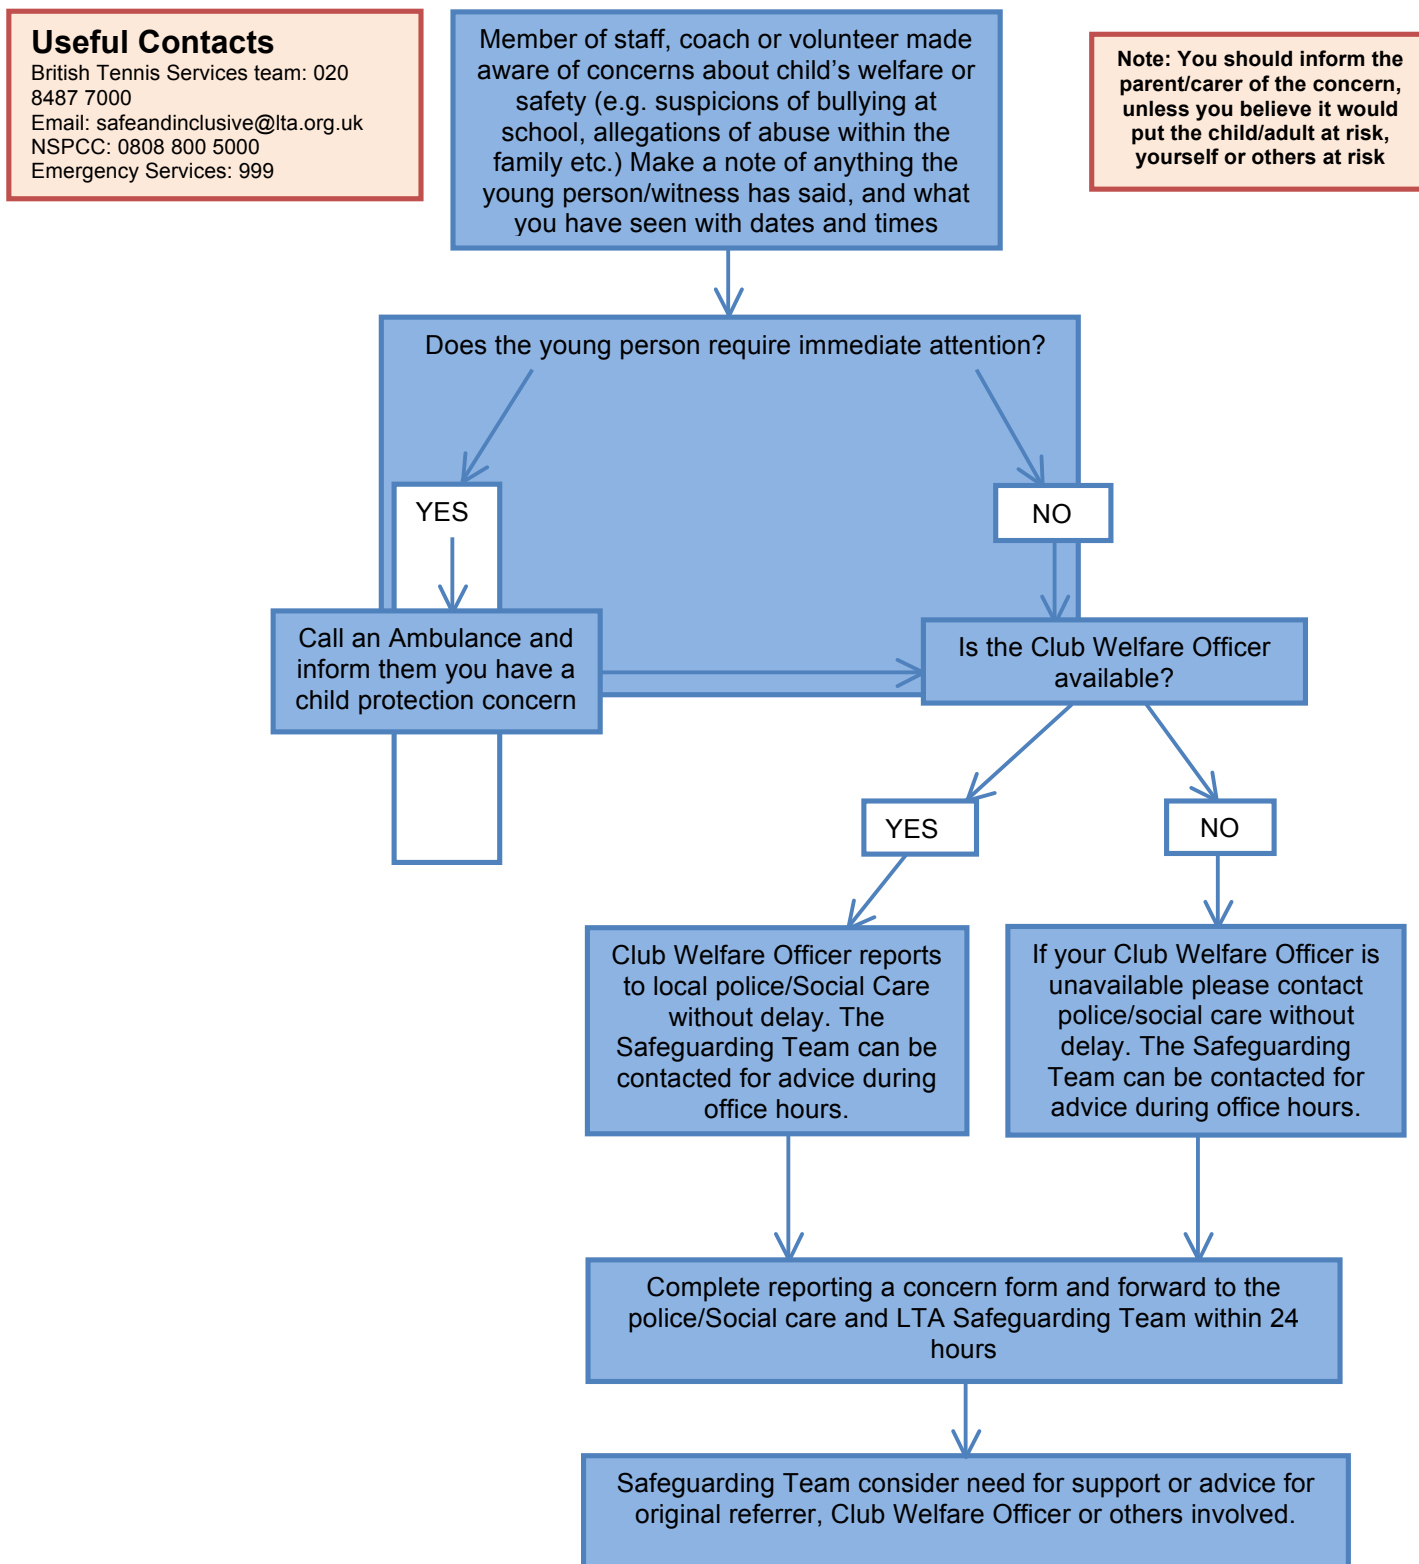 Useful Contacts
British Tennis Services team: 020
8487 7000
Email: safeandinclusive@lta.org.uk
NSPCC: 0808 800 5000
Emergency Services: 999
Member of staff, coach or volunteer made
aware of concerns about child's welfare or
safety (e.g. suspicions of bullying at
school, allegations of abuse within the
family etc.) Make a note of anything the
young person/witness has said, and what
you have seen with dates and times
Note: You should inform the
parent/carer of the concern,
unless you believe it would
put the child/adult at risk,
yourself or others at risk
Does the young person require immediate attention?
YES
NO
Call an Ambulance and
inform them you have a
child protection concern
Is the Club Welfare Officer
available?
YES
NO
Club Welfare Officer reports
to local police/Social Care
without delay. The
Safeguarding Team can be
contacted for advice during
office hours.
If your Club Welfare Officer is
unavailable please contact
police/social care without
delay. The Safeguarding
Team can be contacted for
advice during office hours.
Complete reporting a concern form and forward to the
police/Social care and LTA Safeguarding Team within 24
hours
Safeguarding Team consider need for support or advice for
original referrer, Club Welfare Officer or others involved.